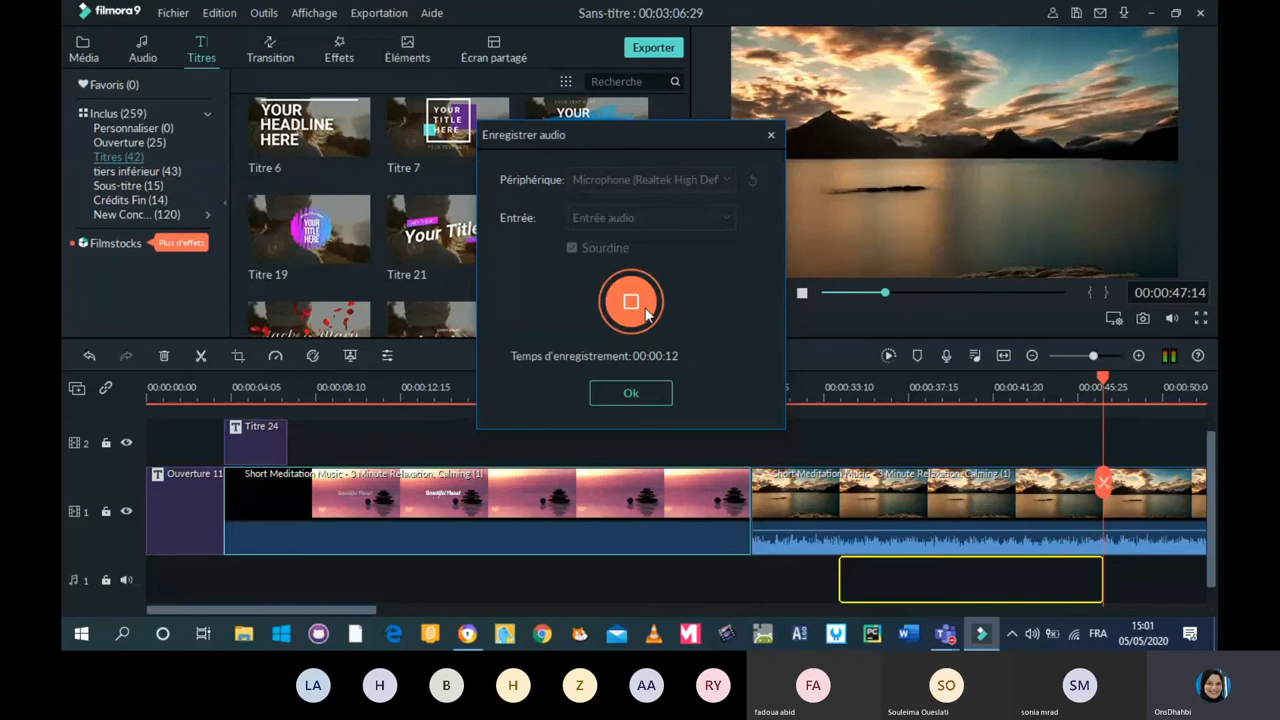 filmora9
Fichier Edition Outils Affichage Exportation Aide
Sans-titre : 00:03:06:29
Média Audio Titres Transition Effets Éléments Écran partagé
Exporter
Favoris (0)
Recherche
Inclus (259)
Personnaliser (0)
Ouverture (25)
Titres (42)
tiers inférieur (43)
Sous-titre (15)
Crédits Fin (14)
New Conc... (120)
Filmstocks
Plus d'effets
YOUR
HEADLINE
HERE
YOUR
TITLE
HERE
YOUR
Titre 6
Titre 7
YOUR
TITLE
HERE
Your Title
Titre 19
Titre 21
Enregistrer audio
Périphérique:
Microphone (Realtek High Def
Entrée:
Entrée audio
Sourdine
Temps d'enregistrement: 00:00:12
Ok
00:00:47:14
00:00:00:00 00:00:04:05 00:00:08:10 00:00:12:15
00:00:33:10 00:00:37:15 00:00:41:20 00:00:45:25 00:00:50:0
2
Titre 24
Ouverture 11
Short Meditation Music - 3 Minute Relaxation, Calming (1)
Short Meditation Music - 3 Minute Relaxation, Calming (1)
1
1
FRA
15:01
05/05/2020
LA H B H Z AA RY FA SO SM
fadoua abid
Souleima Oueslati
sonia mrad
OnsDhahbi